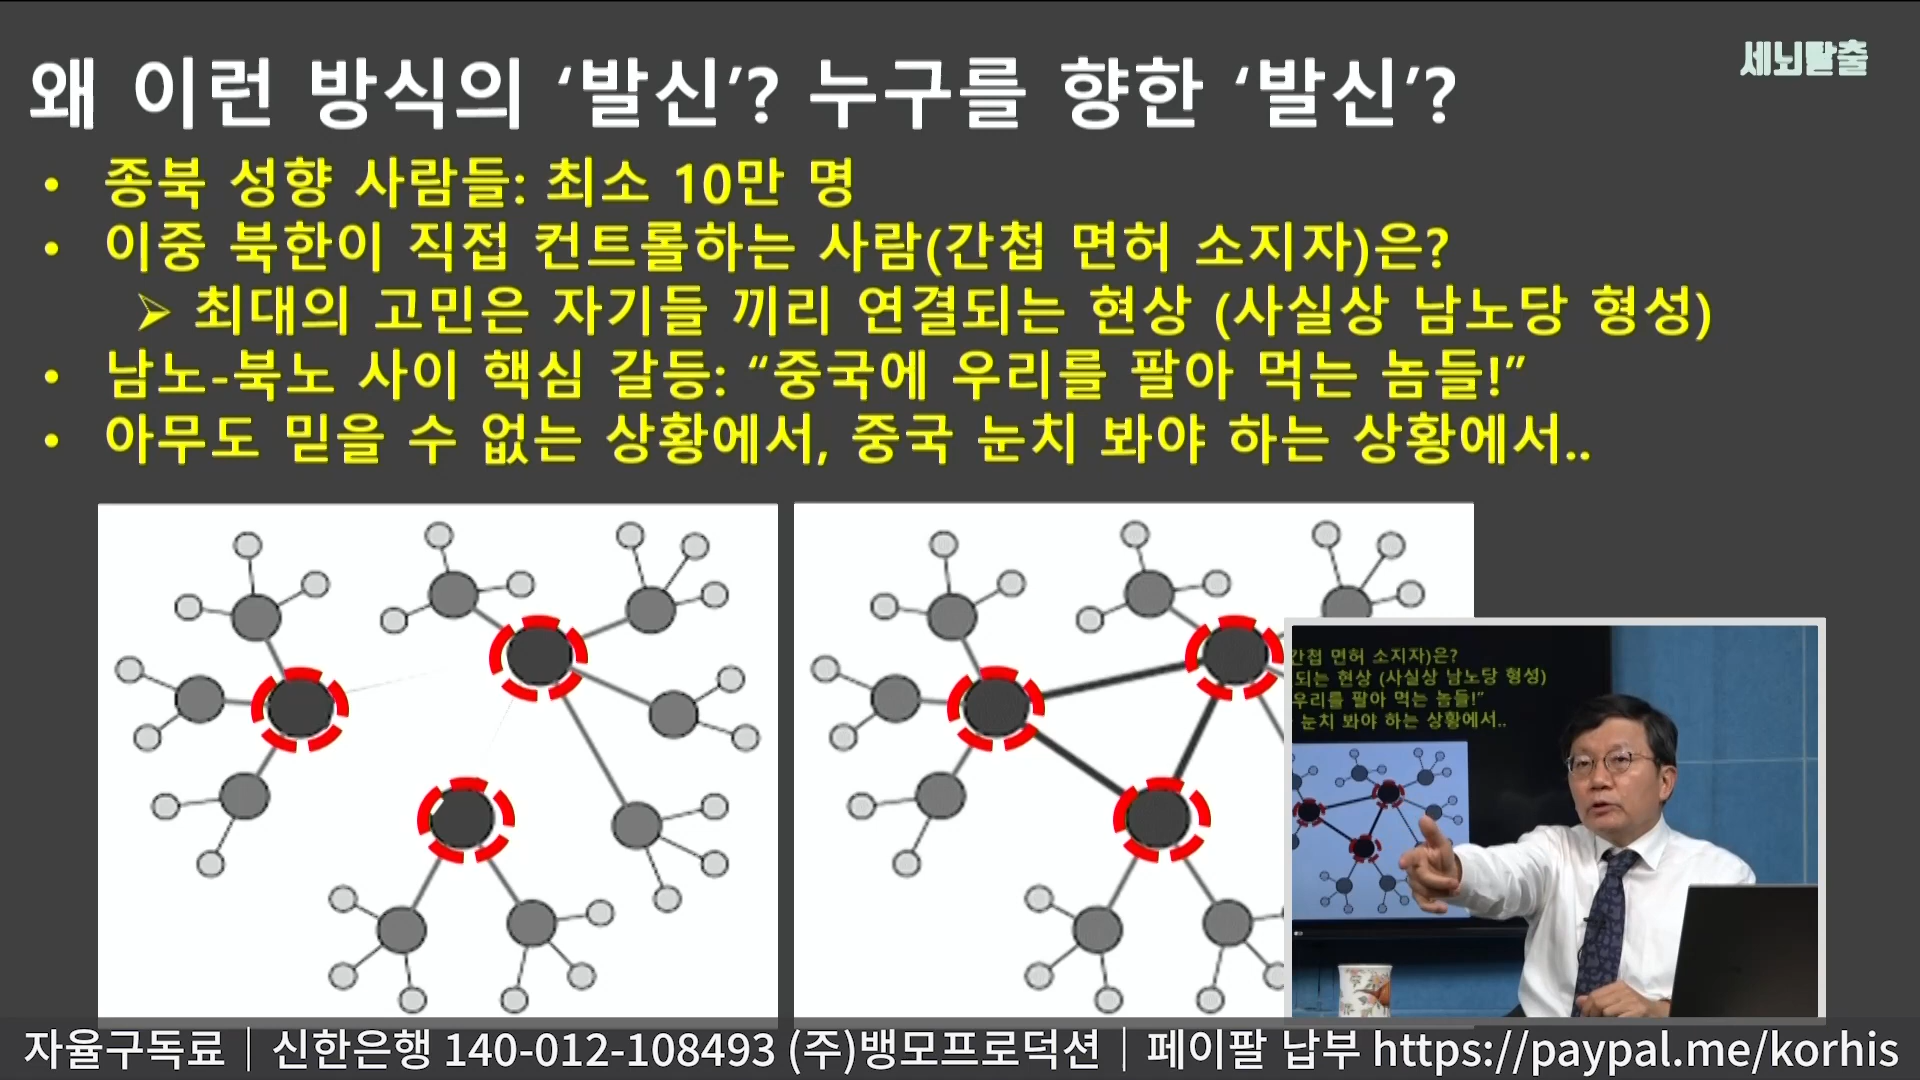 세뇌탈출
왜 이런 방식의 ‘발신’? 누구를 향한 ‘발신’?
• 종북 성향 사람들: 최소 10만 명
• 이중 북한이 직접 컨트롤하는 사람(간첩 면허 소지자)은?
➢ 최대의 고민은 자기들 끼리 연결되는 현상 (사실상 남노당 형성)
• 남노-북노 사이 핵심 갈등: “중국에 우리를 팔아 먹는 놈들!”
• 아무도 믿을 수 없는 상황에서, 중국 눈치 봐야 하는 상황에서..
간첩 면허 소지자)은?
되는 현상 (사실상 남노당 형성)
우리를 팔아 먹는 놈들!”
눈치 봐야 하는 상황에서..
자율구독료｜신한은행 140-012-108493 (주)뱅모프로덕션｜페이팔 납부 https://paypal.me/korhis